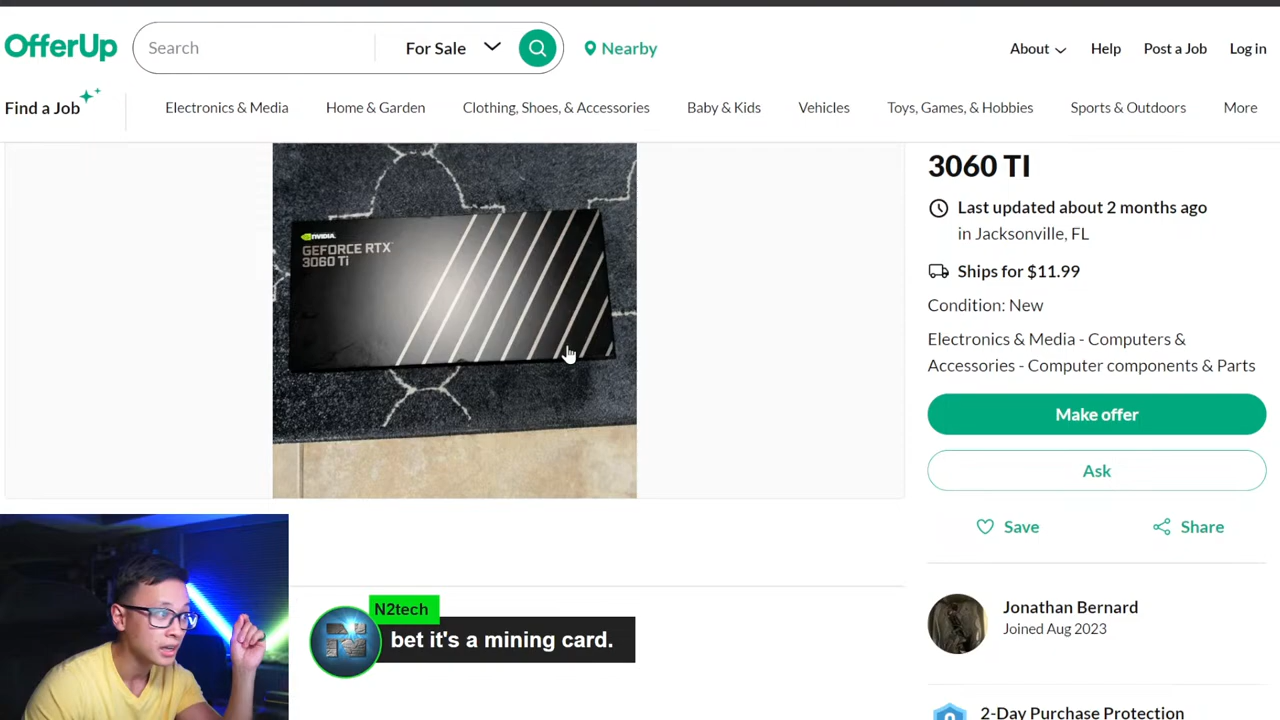 OfferUp
Search
For Sale
Nearby
About
Help
Post a Job
Log in
Find a Job
Electronics & Media
Home & Garden
Clothing, Shoes, & Accessories
Baby & Kids
Vehicles
Toys, Games, & Hobbies
Sports & Outdoors
More
NVIDIA
GEFORCE RTX
3060 Ti
3060 TI
Last updated about 2 months ago
in Jacksonville, FL
Ships for $11.99
Condition: New
Electronics & Media - Computers &
Accessories - Computer components & Parts
Make offer
Ask
Save
Share
Jonathan Bernard
Joined Aug 2023
2-Day Purchase Protection
N2tech
bet it's a mining card.